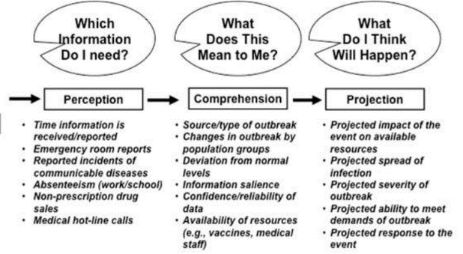 Which
Information
Do I need?
What
Does This
Mean to Me?
What
Do I Think
Will Happen?
Perception
Comprehension
Projection
• Time information is
received/reported
• Emergency room reports
• Reported incidents of
communicable diseases
• Absenteeism (work/school)
• Non-prescription drug
sales
• Medical hot-line calls
• Source/type of outbreak
• Changes in outbreak by
population groups
• Deviation from normal
levels
• Information salience
• Confidence/reliability of
data
• Availability of resources
(e.g., vaccines, medical
staff)
• Projected impact of the
event on available
resources
• Projected spread of
infection
• Projected severity of
outbreak
• Projected ability to meet
demands of outbreak
• Projected response to the
event